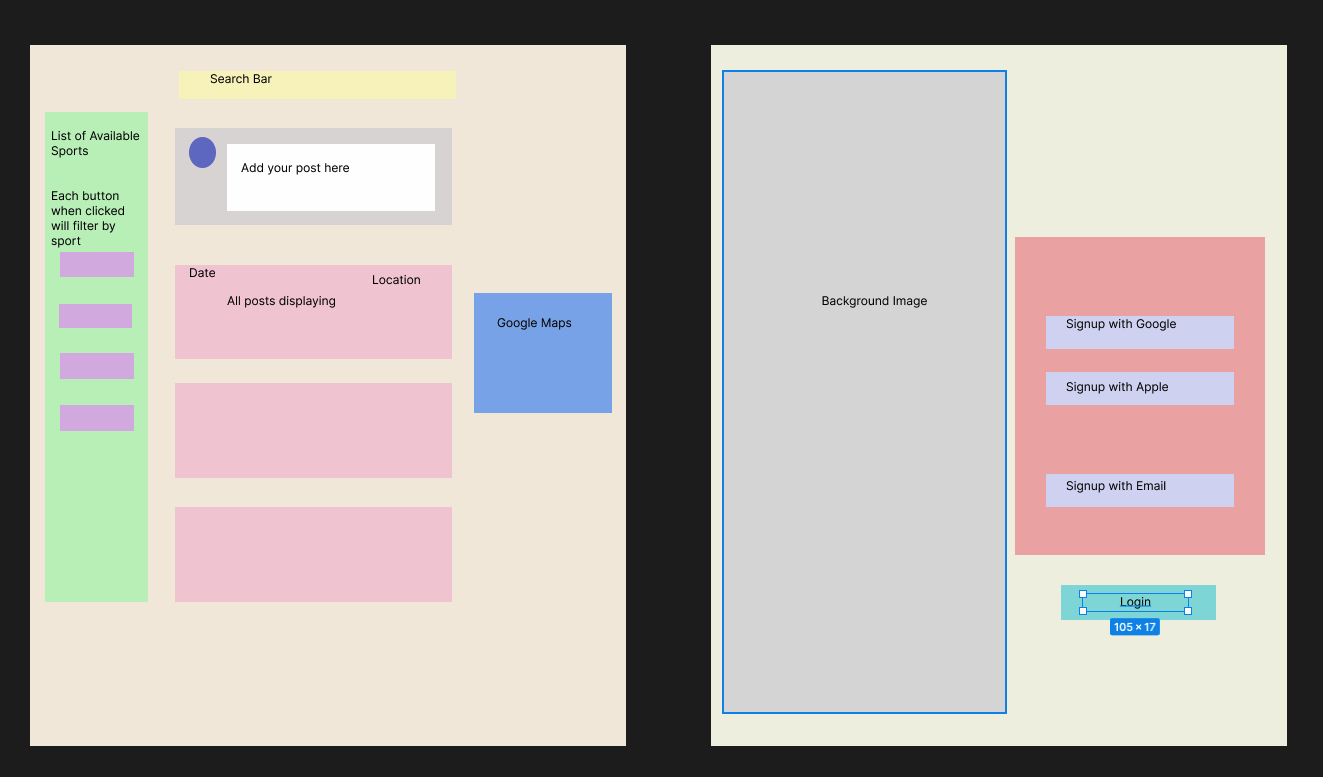 Search Bar
List of Available
Sports
Each button
when clicked
will filter by
sport
Add your post here
Date
Location
All posts displaying
Google Maps
Background Image
Signup with Google
Signup with Apple
Signup with Email
Login
105 × 17